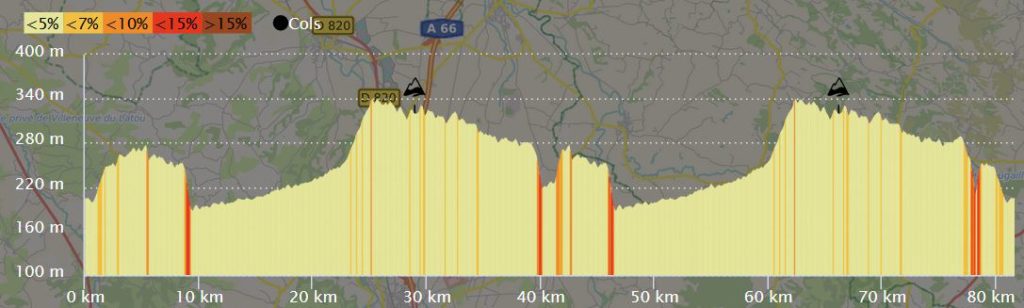 <5% <7% <10% <15% >15% Cols
D 820
A 66
400 m
340 m
D 820
privé de Villeneuve du Latou
280 m
220 m
160 m
100 m
0 km 10 km 20 km 30 km 40 km 50 km 60 km 70 km 80 km